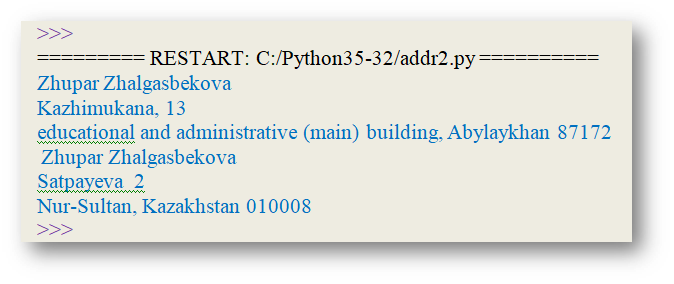 >>>
========= RESTART: C:/Python35-32/addr2.py ==========
Zhupar Zhalgasbekova
Kazhimukana, 13
educational and administrative (main) building, Abylaykhan 87172
Zhupar Zhalgasbekova
Satpayeva 2
Nur-Sultan, Kazakhstan 010008
>>>